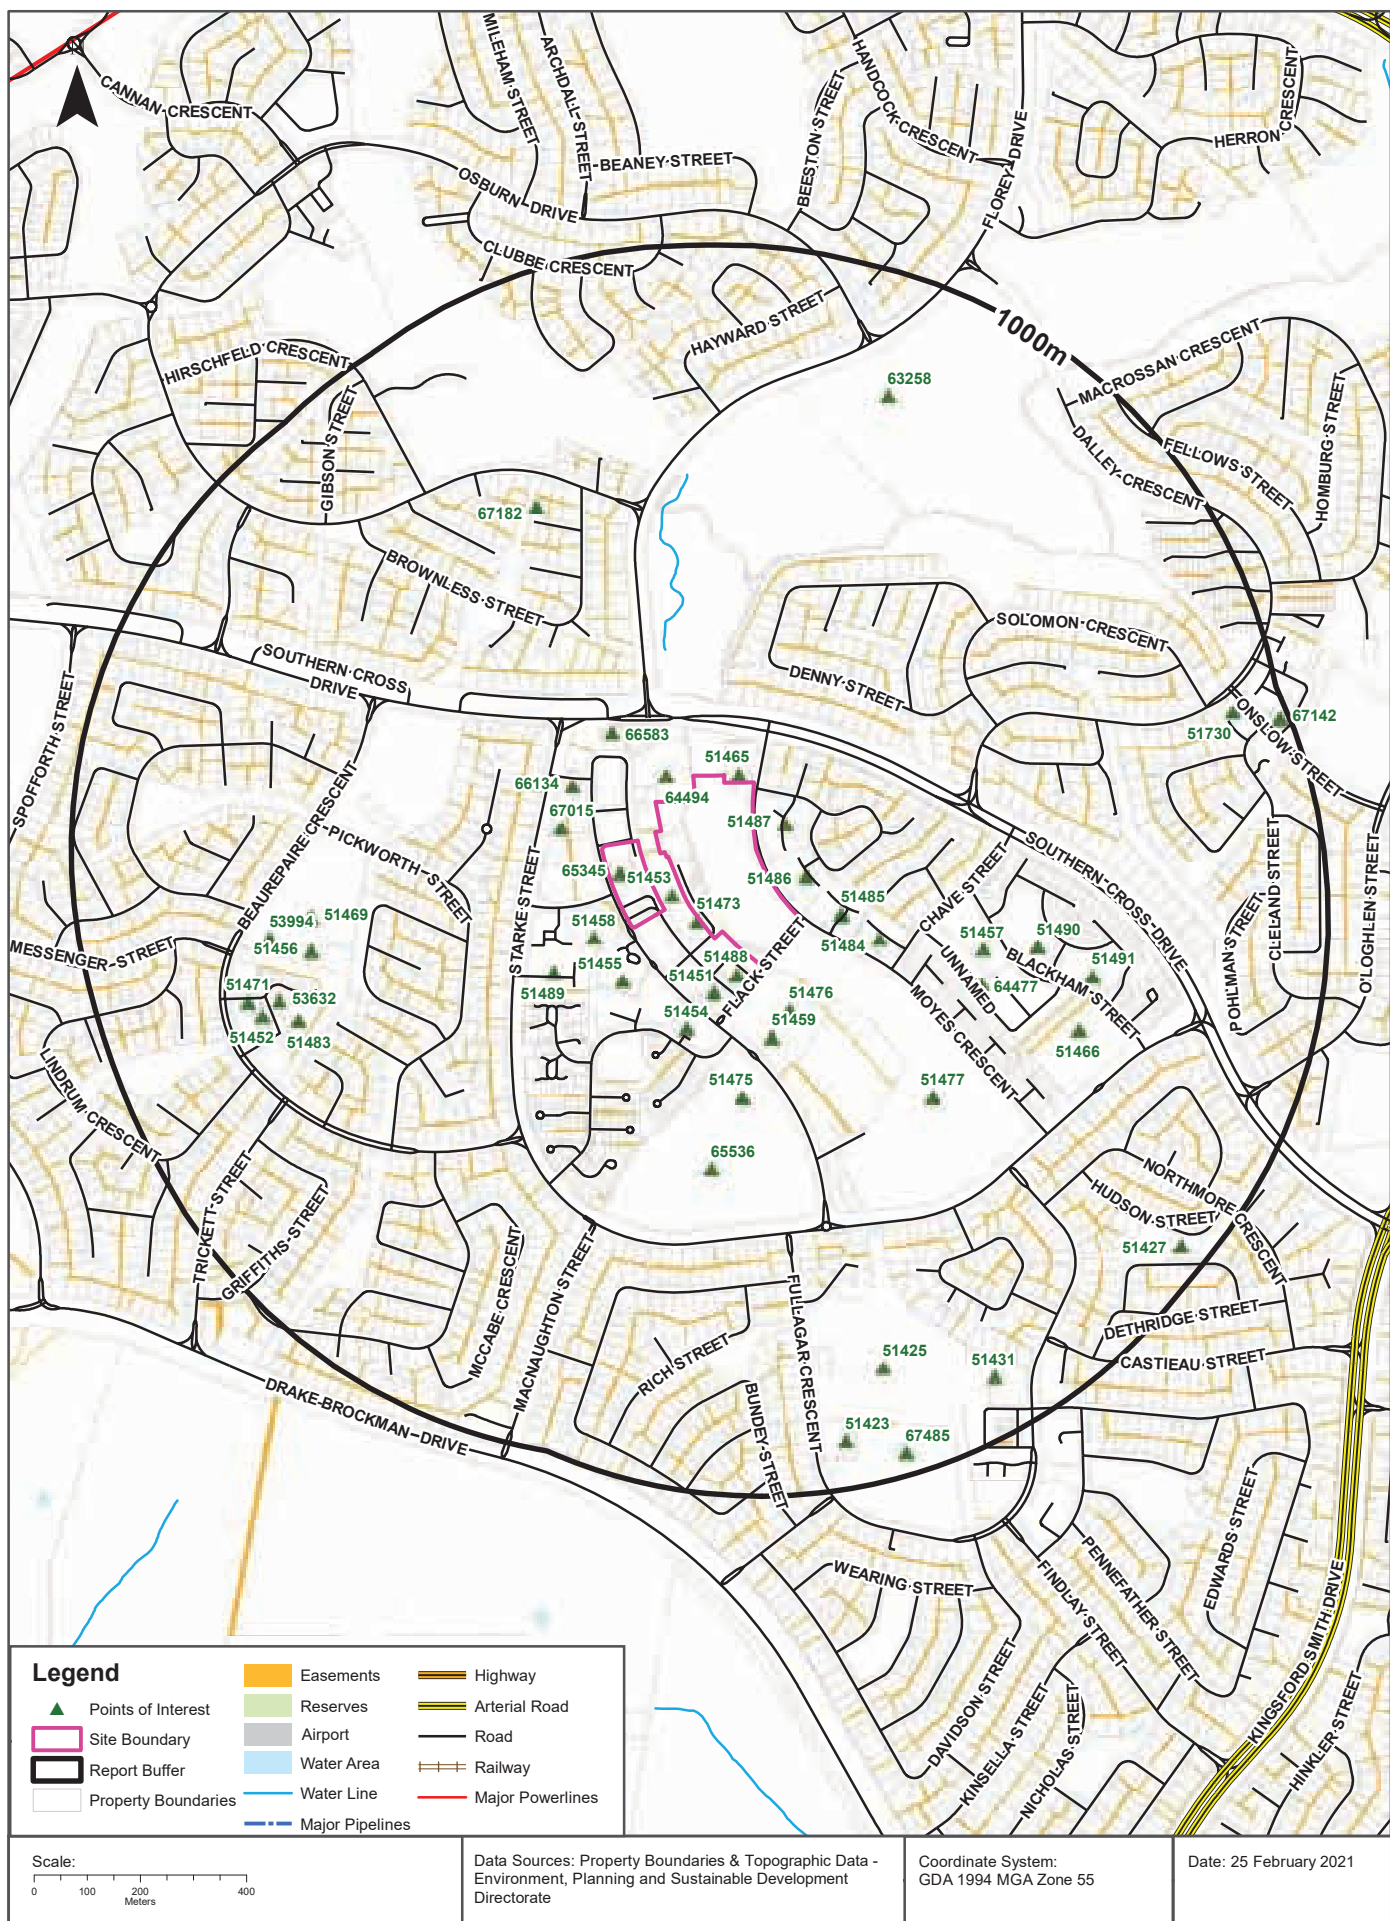 CANNAN CRESCENT
MILEHAM STREET
ARCHDALL STREET
BEANEY STREET
OSBURN DRIVE
CLUBBE CRESCENT
BEESTON STREET
HANDCOCK CRESCENT
FLOREY DRIVE
HERRON CRESCENT
HAYWARD STREET
1000m
MACROSSAN CRESCENT
HIRSCHFELD CRESCENT
GIBSON STREET
63258
DALLEY CRESCENT
FELLOWS STREET
HOMBURG STREET
67182
BROWNLESS STREET
SOLOMON CRESCENT
DENNY STREET
SOUTHERN CROSS
DRIVE
SPOFFORTH STREET
66583
51730
67142
ONSLOW STREET
51465
66134
64494
67015
51487
BEAUREPAIRE CRESCENT
PICKWORTH STREET
STARKE STREET
65345
51453
51486
51485
CHAVE STREET
SOUTHERN CROSS DRIVE
CLELAND STREET
POHLMAN STREET
O'LOGHLEN STREET
51473
51469
53994
51456
MESSENGER STREET
51458
51484
51457
51490
51455
51488
51451
FLACK STREET
UNNAMED
BLACKHAM STREET
51491
64477
51471
53632
51489
51476
51454
51459
MOYES CRESCENT
51466
51452
51483
LINDRUM CRESCENT
51475
51477
65536
TRICKETT STREET
GRIFFITHS STREET
NORTHMORE CRESCENT
HUDSON STREET
51427
MCCABE CRESCENT
MACNAUGHTON STREET
FULLAGAR CRESCENT
RICH STREET
DETHRIDGE STREET
CASTIEAU STREET
51425
51431
BUNDEY STREET
DRAKE BROCKMAN DRIVE
51423
67485
WEARING STREET
FINDLAY STREET
PENNEFATHER STREET
EDWARDS STREET
DAVIDSON STREET
KINSELLA STREET
NICHOLAS STREET
KINGSFORD SMITH DRIVE
HINKLER STREET
Legend
Points of Interest
Site Boundary
Report Buffer
Property Boundaries
Easements
Reserves
Airport
Water Area
Water Line
Major Pipelines
Highway
Arterial Road
Road
Railway
Major Powerlines
Scale:
0 100 200 400
Meters
Data Sources: Property Boundaries & Topographic Data -
Environment, Planning and Sustainable Development
Directorate
Coordinate System:
GDA 1994 MGA Zone 55
Date: 25 February 2021